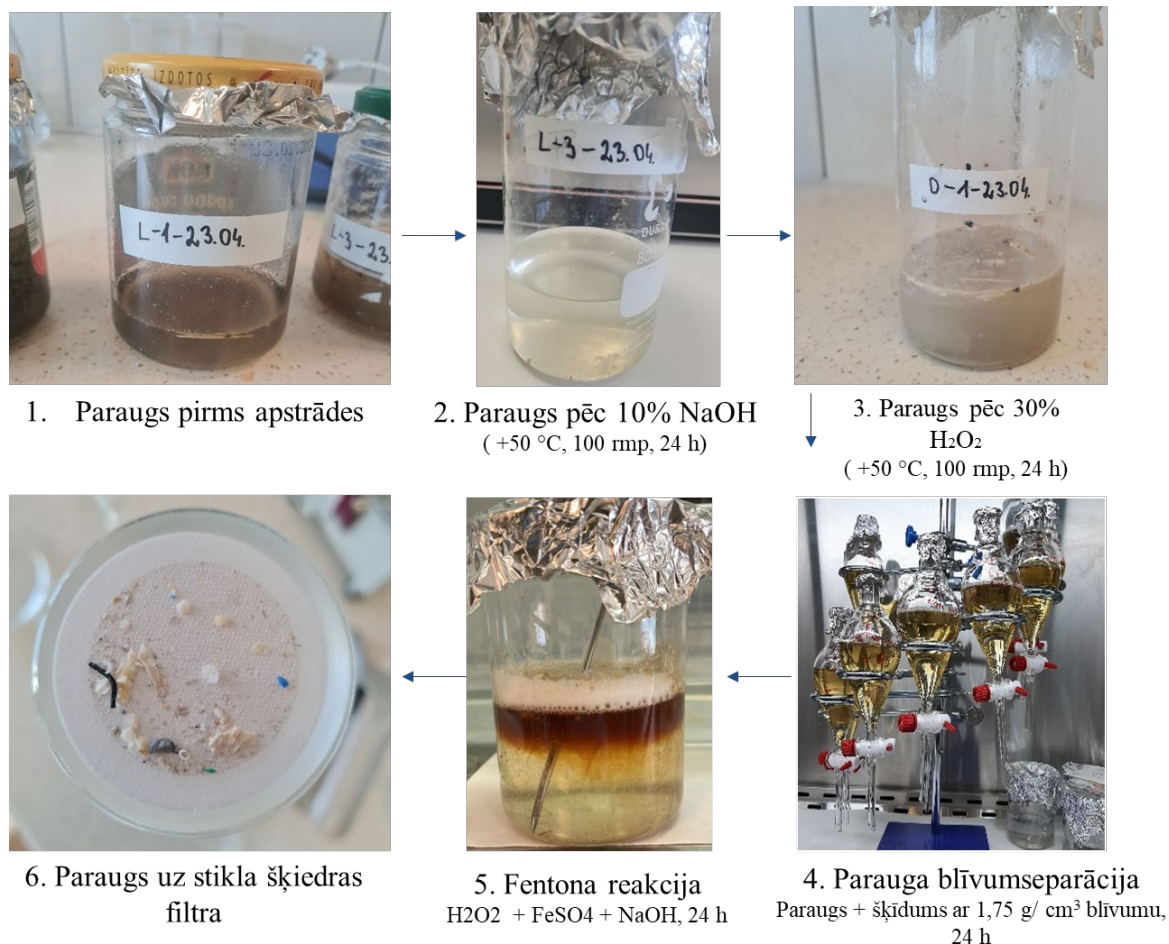 IZDOTOS
L-1-23.04.
L-3-23.
L-3-23.04.
DURAN
D-1-23.04.
1. Paraugs pirms apstrādes
2. Paraugs pēc 10% NaOH
( +50 °C, 100 rmp, 24 h)
3. Paraugs pēc 30%
H₂O₂
( +50 °C, 100 rmp, 24 h)
6. Paraugs uz stikla šķiedras
filtra
5. Fentona reakcija
H2O2 + FeSO4 + NaOH, 24 h
4. Parauga blīvumseparācija
Paraugs + šķīdums ar 1,75 g/ cm³ blīvumu,
24 h